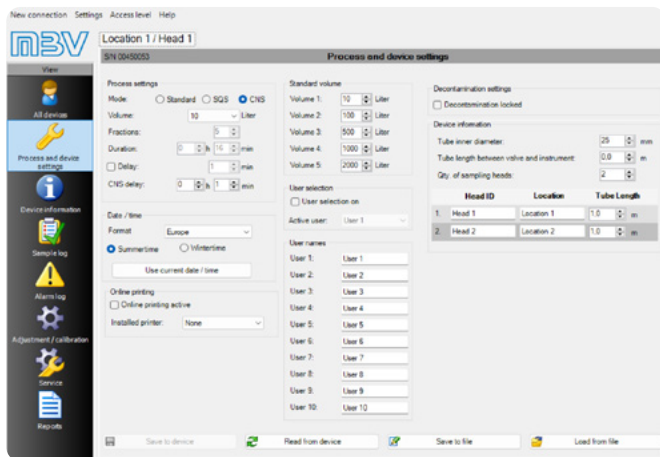 New connection Settings Access level Help
MBV
Location 1 / Head 1
S/N 00450053
Process and device settings
View
All devices
Process and device settings
Device information
Sample log
Alarm log
Adjustment / calibration
Service
Reports
Process settings
Mode: Standard SQS CNS
Volume: 10 Liter
Fractions: 5
Duration: 0 h 16 min
Delay: 1 min
CNS delay: 0 h 1 min
Date / time
Format Europe
Summertime Wintertime
Use current date / time
Online printing
Online printing active
Installed printer: None
Standard volume
Volume 1: 10 Liter
Volume 2: 100 Liter
Volume 3: 500 Liter
Volume 4: 1000 Liter
Volume 5: 2000 Liter
User selection
User selection on
Active user: User 1
User names
User 1: User 1
User 2: User 2
User 3: User 3
User 4: User 4
User 5: User 5
User 6: User 6
User 7: User 7
User 8: User 8
User 9: User 9
User 10: User 10
Decontamination settings
Decontamination locked
Device information
Tube inner diameter: 25 mm
Tube length between valve and instrument: 0,0 m
Qty. of sampling heads: 2
Head ID Location Tube Length
1. Head 1 Location 1 1,0 m
2. Head 2 Location 2 1,0 m
Save to device
Read from device
Save to file
Load from file